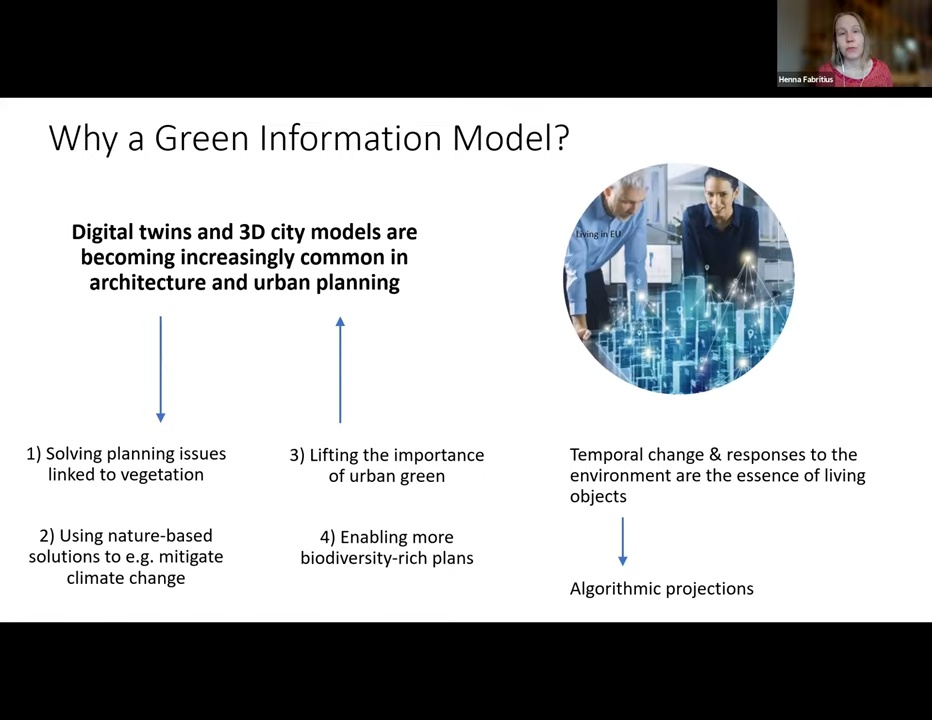 Henna Fabritius
Why a Green Information Model?
Digital twins and 3D city models are
becoming increasingly common in
architecture and urban planning
Living in EU
1) Solving planning issues
linked to vegetation
2) Using nature-based
solutions to e.g. mitigate
climate change
3) Lifting the importance
of urban green
4) Enabling more
biodiversity-rich plans
Temporal change & responses to the
environment are the essence of living
objects
Algorithmic projections